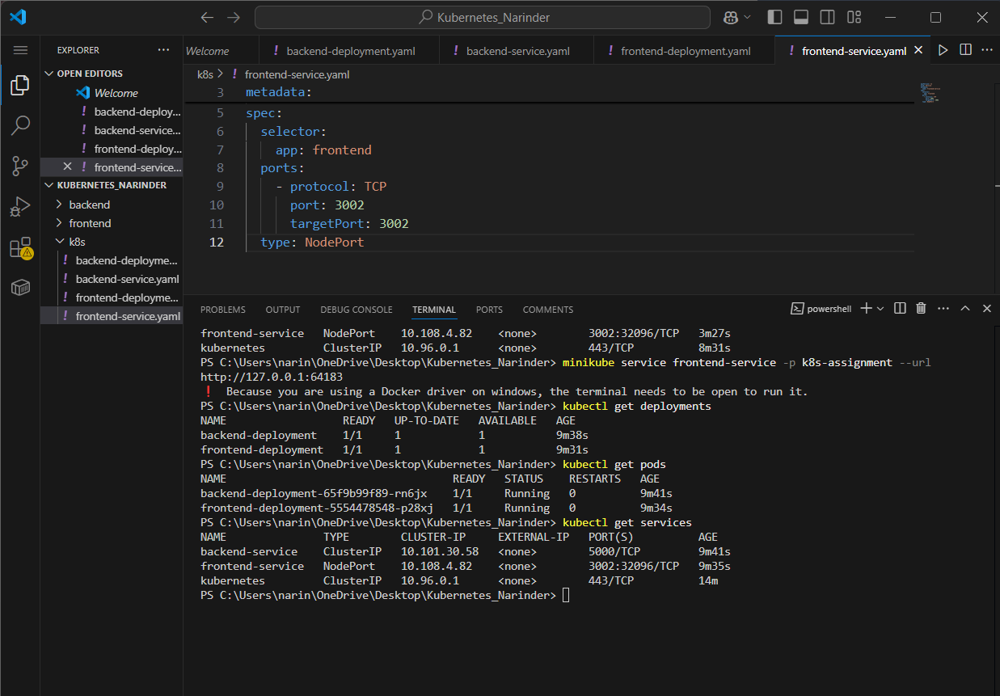 Kubernetes_Narinder
EXPLORER
OPEN EDITORS
Welcome
backend-deploy...
backend-service...
frontend-deploy...
frontend-service...
KUBERNETES_NARINDER
backend
frontend
k8s
backend-deployme...
backend-service.yaml
frontend-deployme...
frontend-service.yaml
Welcome
backend-deployment.yaml
backend-service.yaml
frontend-deployment.yaml
frontend-service.yaml
k8s > frontend-service.yaml
3 metadata:
5 spec:
6 selector:
7 app: frontend
8 ports:
9 - protocol: TCP
10 port: 3002
11 targetPort: 3002
12 type: NodePort
PROBLEMS OUTPUT DEBUG CONSOLE TERMINAL PORTS COMMENTS
powershell
frontend-service NodePort 10.108.4.82 <none> 3002:32096/TCP 3m27s
kubernetes ClusterIP 10.96.0.1 <none> 443/TCP 8m31s
PS C:\Users\narin\OneDrive\Desktop\Kubernetes_Narinder> minikube service frontend-service -p k8s-assignment --url
http://127.0.0.1:64183
❗ Because you are using a Docker driver on windows, the terminal needs to be open to run it.
PS C:\Users\narin\OneDrive\Desktop\Kubernetes_Narinder> kubectl get deployments
NAME READY UP-TO-DATE AVAILABLE AGE
backend-deployment 1/1 1 1 9m38s
frontend-deployment 1/1 1 1 9m31s
PS C:\Users\narin\OneDrive\Desktop\Kubernetes_Narinder> kubectl get pods
NAME READY STATUS RESTARTS AGE
backend-deployment-65f9b99f89-rn6jx 1/1 Running 0 9m41s
frontend-deployment-5554478548-p28xj 1/1 Running 0 9m34s
PS C:\Users\narin\OneDrive\Desktop\Kubernetes_Narinder> kubectl get services
NAME TYPE CLUSTER-IP EXTERNAL-IP PORT(S) AGE
backend-service ClusterIP 10.101.30.58 <none> 5000/TCP 9m41s
frontend-service NodePort 10.108.4.82 <none> 3002:32096/TCP 9m35s
kubernetes ClusterIP 10.96.0.1 <none> 443/TCP 14m
PS C:\Users\narin\OneDrive\Desktop\Kubernetes_Narinder>